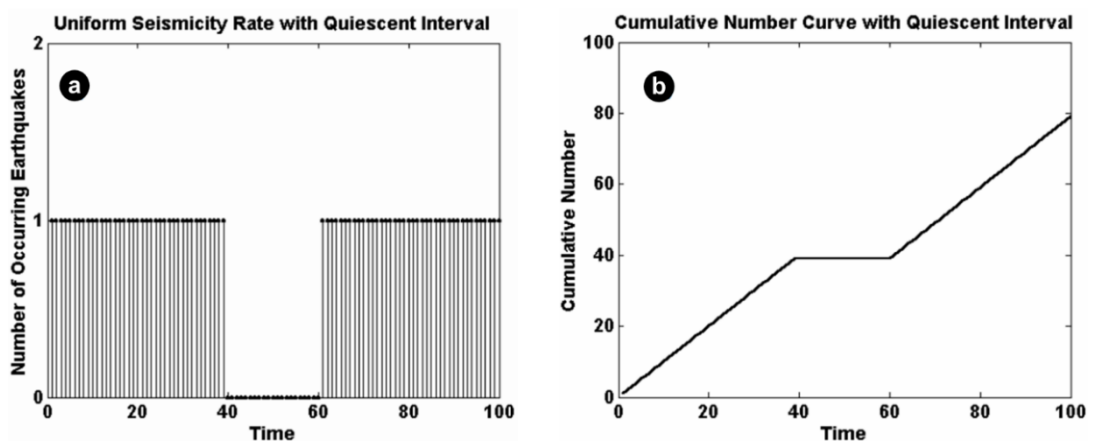 Uniform Seismicity Rate with Quiescent Interval
2
a
Number of Occurring Earthquakes
1
0
0 20 40 60 80 100
Time
Cumulative Number Curve with Quiescent Interval
100
b
80
Cumulative Number
60
40
20
0
0 20 40 60 80 100
Time